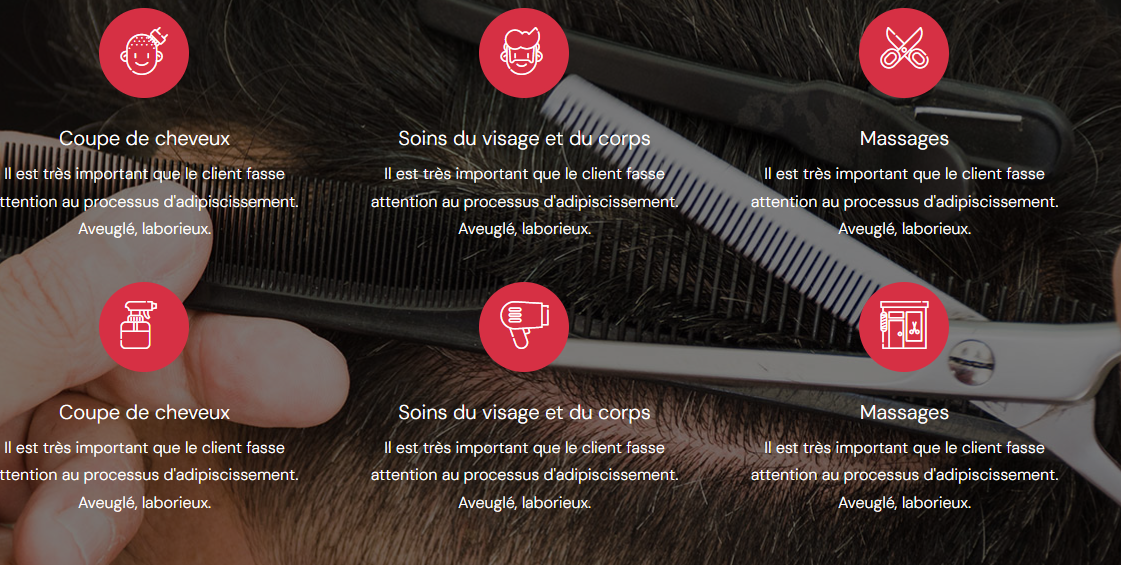 Coupe de cheveux
Il est très important que le client fasse
ttention au processus d'adipiscissement.
Aveuglé, laborieux.
Soins du visage et du corps
Il est très important que le client fasse
attention au processus d'adipiscissement.
Aveuglé, laborieux.
Massages
Il est très important que le client fasse
attention au processus d'adipiscissement.
Aveuglé, laborieux.
Coupe de cheveux
Il est très important que le client fasse
ttention au processus d'adipiscissement.
Aveuglé, laborieux.
Soins du visage et du corps
Il est très important que le client fasse
attention au processus d'adipiscissement.
Aveuglé, laborieux.
Massages
Il est très important que le client fasse
attention au processus d'adipiscissement.
Aveuglé, laborieux.